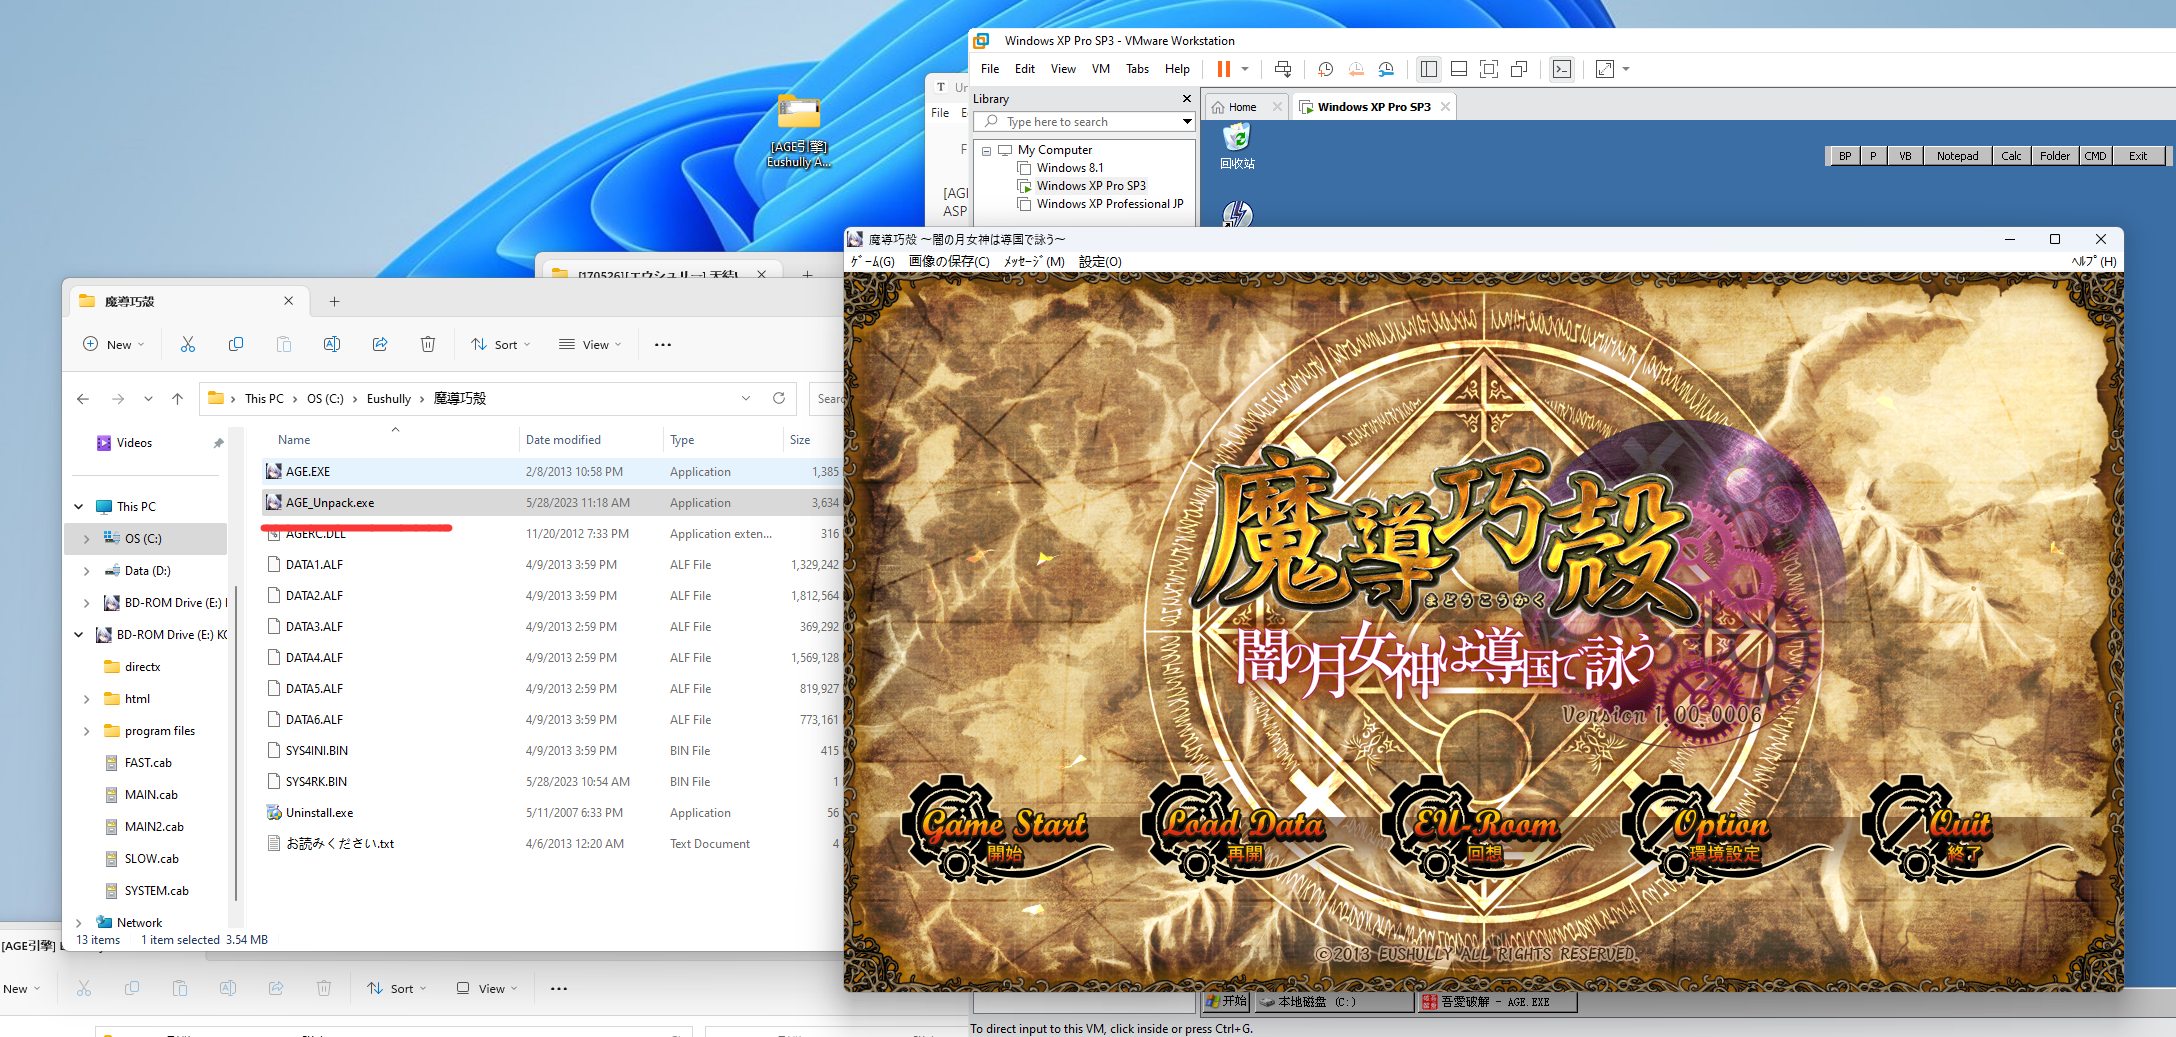 [AGE引擎]
Eushully A...
Windows XP Pro SP3 - VMware Workstation
File Edit View VM Tabs Help
Library
Type here to search
My Computer
Windows 8.1
Windows XP Pro SP3
Windows XP Professional JP
Home
Windows XP Pro SP3
回收站
BP P VB Notepad Calc Folder CMD Exit
File
ASP
魔導巧殻 ～闇の月女神は導国で詠う～
ｹﾞｰﾑ(G) 画像の保存(C) ﾒｯｾｰｼﾞ(M) 設定(O) ﾍﾙﾌﾟ(H)
魔導巧殻
まどうこうかく
闇の月女神は導国で詠う
Version 1.00.0006
Game Start
開始
Load Data
再開
EU-Room
回想
Option
環境設定
Quit
終了
©2013 EUSHULLY ALL RIGHTS RESERVED.
[170526][エウシュリー] 天結い
魔導巧殻
New Sort View
This PC OS (C:) Eushully 魔導巧殻
Videos
This PC
OS (C:)
Data (D:)
BD-ROM Drive (E:)
BD-ROM Drive (E:) KO
directx
html
program files
FAST.cab
MAIN.cab
MAIN2.cab
SLOW.cab
SYSTEM.cab
Network
Name Date modified Type Size
AGE.EXE 2/8/2013 10:58 PM Application 1,385
AGE_Unpack.exe 5/28/2023 11:18 AM Application 3,634
AGERC.DLL 11/20/2012 7:33 PM Application exten... 316
DATA1.ALF 4/9/2013 3:59 PM ALF File 1,329,242
DATA2.ALF 4/9/2013 3:59 PM ALF File 1,812,564
DATA3.ALF 4/9/2013 2:59 PM ALF File 369,292
DATA4.ALF 4/9/2013 2:59 PM ALF File 1,569,128
DATA5.ALF 4/9/2013 2:59 PM ALF File 819,927
DATA6.ALF 4/9/2013 3:59 PM ALF File 773,161
SYS4INI.BIN 4/9/2013 3:59 PM BIN File 415
SYS4RK.BIN 5/28/2023 10:54 AM BIN File 1
Uninstall.exe 5/11/2007 6:33 PM Application 56
お読みください.txt 4/6/2013 12:20 AM Text Document 4
13 items 1 item selected 3.54 MB
[AGE引擎]
New Sort View
开始 本地磁盘 (C:) 吾愛破解 - AGE.EXE
To direct input to this VM, click inside or press Ctrl+G.